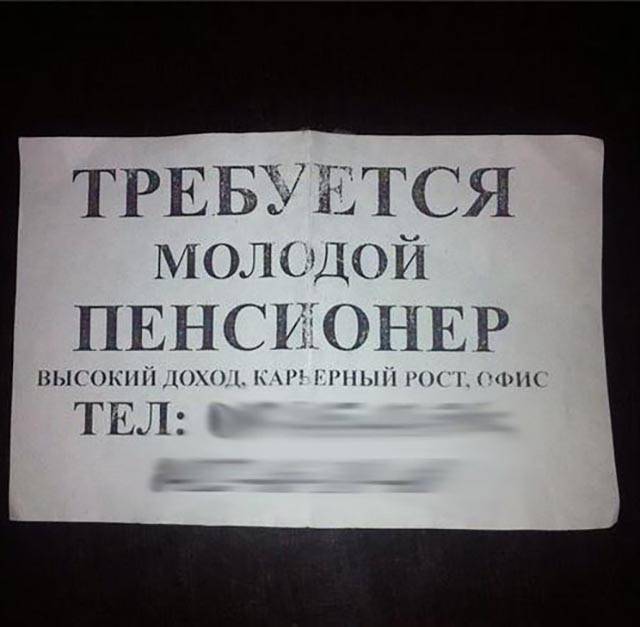 ТРЕБУЕТСЯ
МОЛОДОЙ
ПЕНСИОНЕР
ВЫСОКИЙ ДОХОД, КАРЬЕРНЫЙ РОСТ, ОФИС
ТЕЛ: